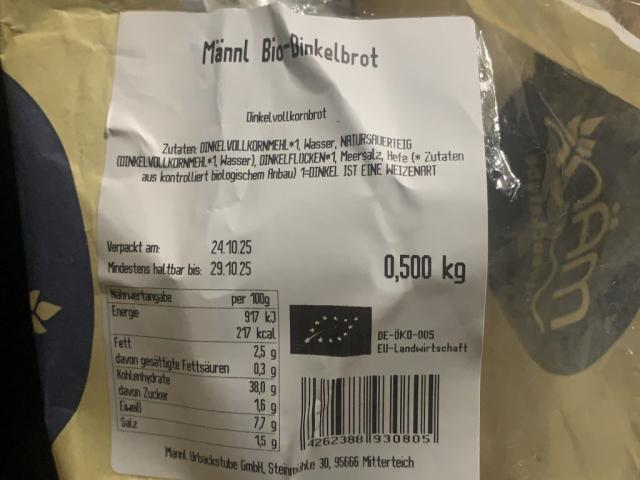 Männl Bio-Dinkelbrot
Dinkelvollkornbrot
Zutaten: DINKELVOLLKORNMEHL*1, Wasser, NATURSAUERTEIG
(DINKELVOLLKORNMEHL*1, Wasser), DINKELFLOCKEN*1, Meersalz, Hefe (* Zutaten
aus kontrolliert biologischem Anbau) 1=DINKEL IST EINE WEIZENART
Verpackt am: 24.10.25
Mindestens haltbar bis: 29.10.25
0,500 kg
Nährwertangabe per 100g
Energie 917 kJ
217 kcal
Fett 2,5 g
davon gesättigte Fettsäuren 0,3 g
Kohlenhydrate 38,0 g
davon Zucker 1,6 g
Eiweiß 7,7 g
Salz 1,5 g
DE-ÖKO-005
EU-Landwirtschaft
4262388 930805
Männl Urbackstube GmbH, Steinmühle 30, 95666 Mitterteich